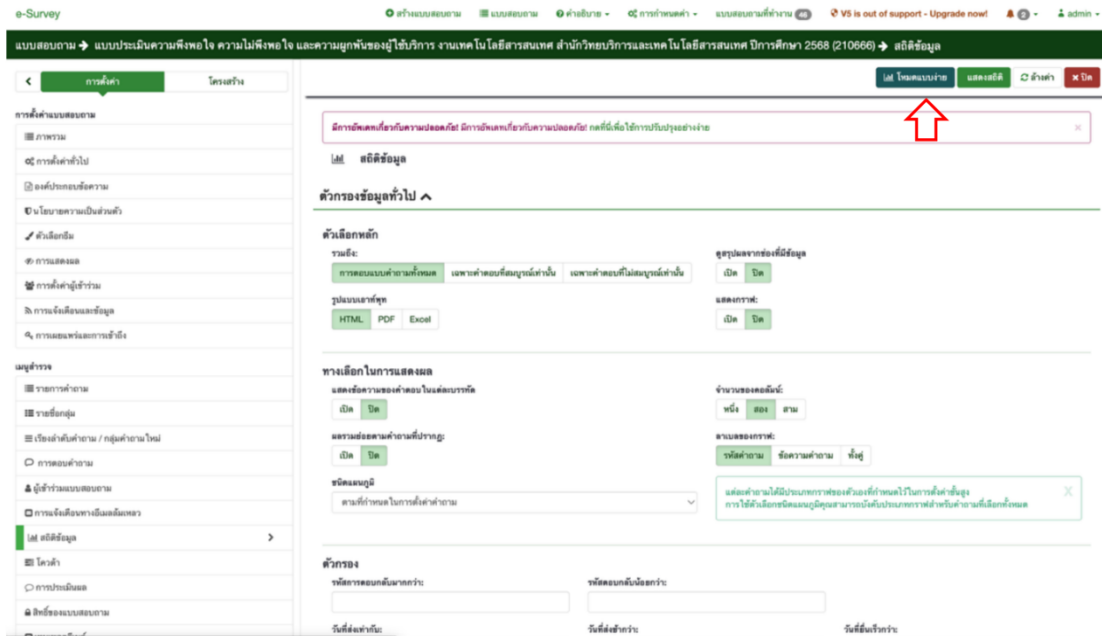 e-Survey
สร้างแบบสอบถาม
แบบสอบถาม
คำอธิบาย
การกำหนดค่า
แบบสอบถามที่ทำงาน 46
V5 is out of support - Upgrade now!
0
admin
แบบสอบถาม → แบบประเมินความพึงพอใจ ความไม่พึงพอใจ และความผูกพันของผู้ใช้บริการ งานเทคโนโลยีสารสนเทศ สำนักวิทยบริการและเทคโนโลยีสารสนเทศ ปีการศึกษา 2568 (210666) → สถิติข้อมูล
การตั้งค่า
โครงสร้าง
โหมดแบบง่าย
แสดงสถิติ
ล้างค่า
ปิด
การตั้งค่าแบบสอบถาม
ภาพรวม
การตั้งค่าทั่วไป
องค์ประกอบข้อความ
นโยบายความเป็นส่วนตัว
ตัวเลือกธีม
การแสดงผล
การตั้งค่าผู้เข้าร่วม
การแจ้งเตือนและข้อมูล
การเผยแพร่และการเข้าถึง
เมนูสำรวจ
รายการคำถาม
รายชื่อกลุ่ม
เรียงลำดับคำถาม / กลุ่มคำถามใหม่
การตอบคำถาม
ผู้เข้าร่วมแบบสอบถาม
การแจ้งเตือนทางอีเมลล้มเหลว
สถิติข้อมูล
โควต้า
การประเมินผล
สิทธิ์ของแบบสอบถาม
มีการอัพเดทเกี่ยวกับความปลอดภัย! มีการอัพเดทเกี่ยวกับความปลอดภัย! กดที่นี่เพื่อใช้การปรับปรุงอย่างง่าย
สถิติข้อมูล
ตัวกรองข้อมูลทั่วไป
ตัวเลือกหลัก
รวมถึง:
การตอบแบบคำถามทั้งหมด
เฉพาะคำตอบที่สมบูรณ์เท่านั้น
เฉพาะคำตอบที่ไม่สมบูรณ์เท่านั้น
ดูสรุปผลจากช่องที่มีข้อมูล
เปิด ปิด
รูปแบบเอาท์พุท
HTML PDF Excel
แสดงกราฟ:
เปิด ปิด
ทางเลือกในการแสดงผล
แสดงข้อความของคำตอบในแต่ละบรรทัด
เปิด ปิด
จำนวนของคอลัมน์:
หนึ่ง สอง สาม
ผลรวมย่อยตามคำถามที่ปรากฏ:
เปิด ปิด
ลาเบลของกราฟ:
รหัสคำถาม ข้อความคำถาม ทั้งคู่
ชนิดแผนภูมิ
ตามที่กำหนดในการตั้งค่าคำถาม
แต่ละคำถามได้มีประเภทกราฟของตัวเองที่กำหนดไว้ในการตั้งค่าขั้นสูง
การใช้ตัวเลือกชนิดแผนภูมิคุณสามารถบังคับประเภทกราฟสำหรับคำถามที่เลือกทั้งหมด
ตัวกรอง
รหัสการตอบกลับมากกว่า:
รหัสตอบกลับน้อยกว่า:
วันที่ส่งเท่ากับ:
วันที่ส่งช้ากว่า:
วันที่ยื่นเร็วกว่า: